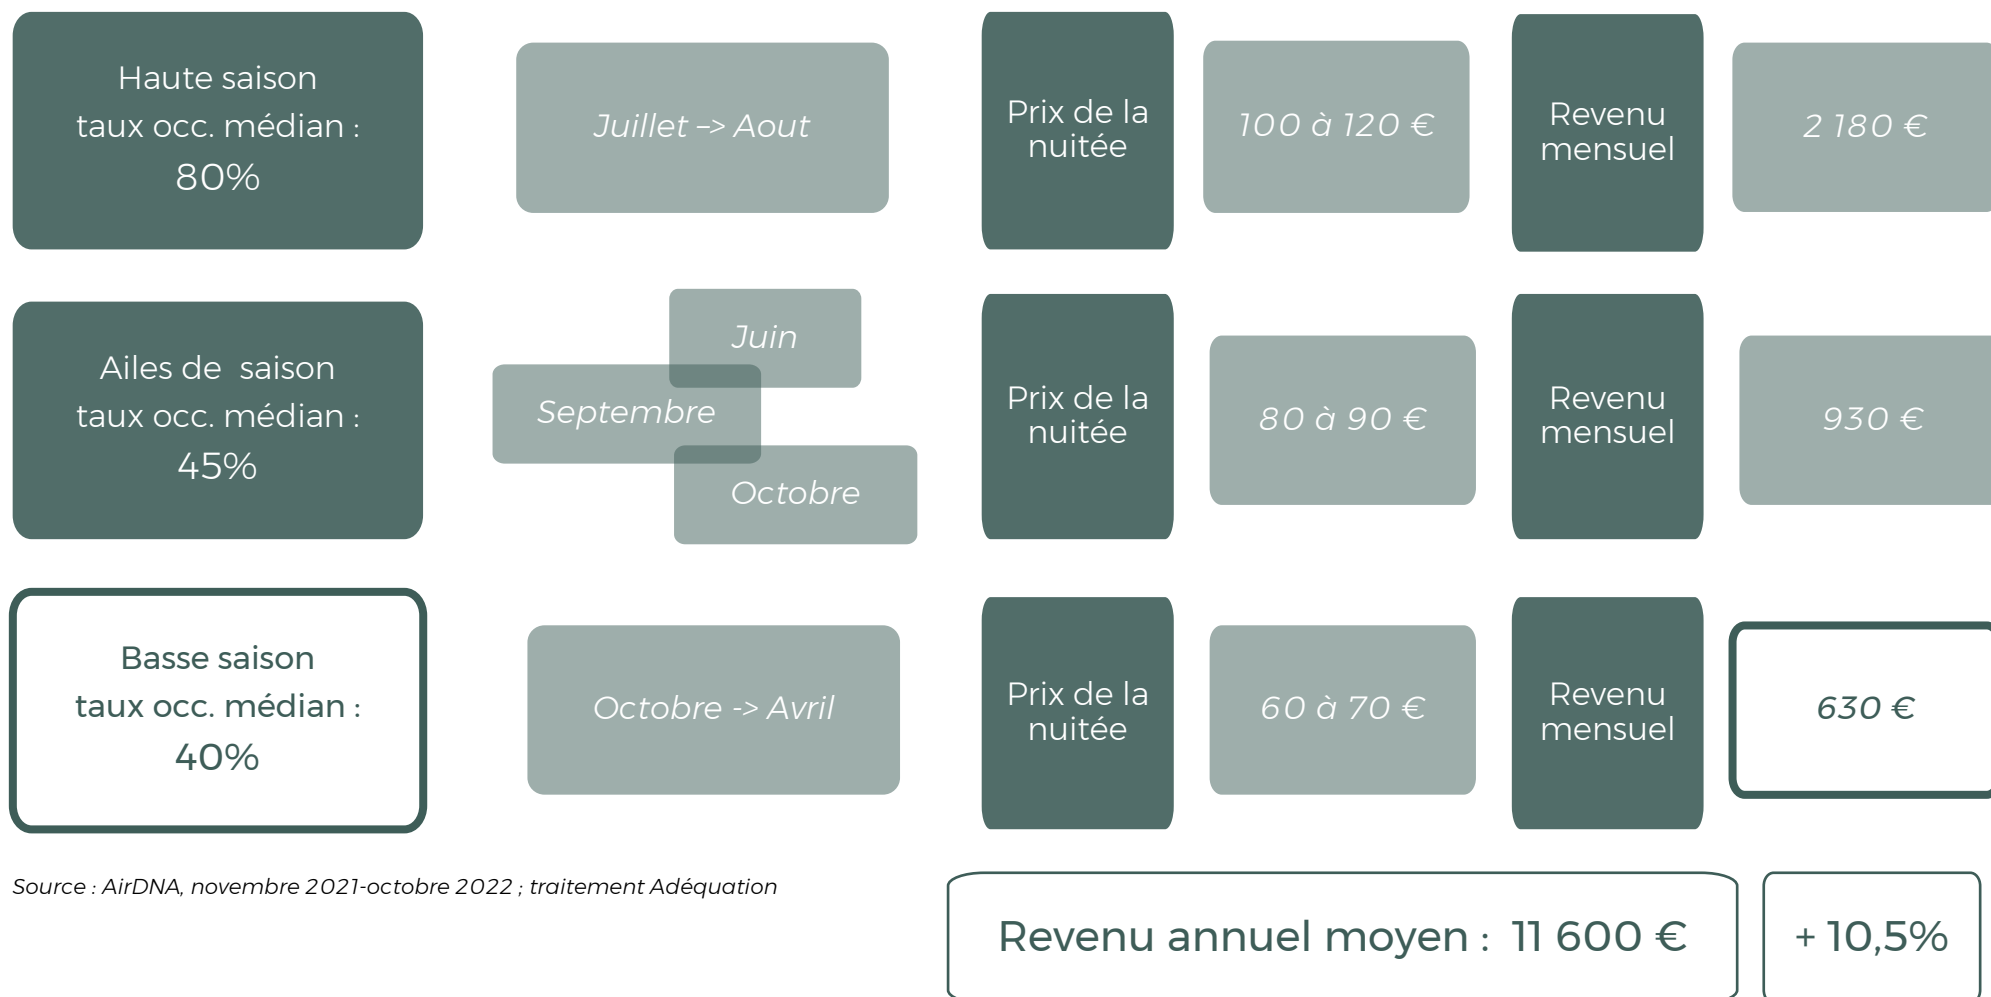 Haute saison
taux occ. médian :
80%
Juillet –> Aout
Prix de la
nuitée
100 à 120 €
Revenu
mensuel
2 180 €
Ailes de  saison
taux occ. médian :
45%
Juin
Septembre
Octobre
Prix de la
nuitée
80 à 90 €
Revenu
mensuel
930 €
Basse saison
taux occ. médian :
40%
Octobre -> Avril
Prix de la
nuitée
60 à 70 €
Revenu
mensuel
630 €
Source : AirDNA, novembre 2021-octobre 2022 ; traitement Adéquation
Revenu annuel moyen :  11 600 €
+ 10,5%